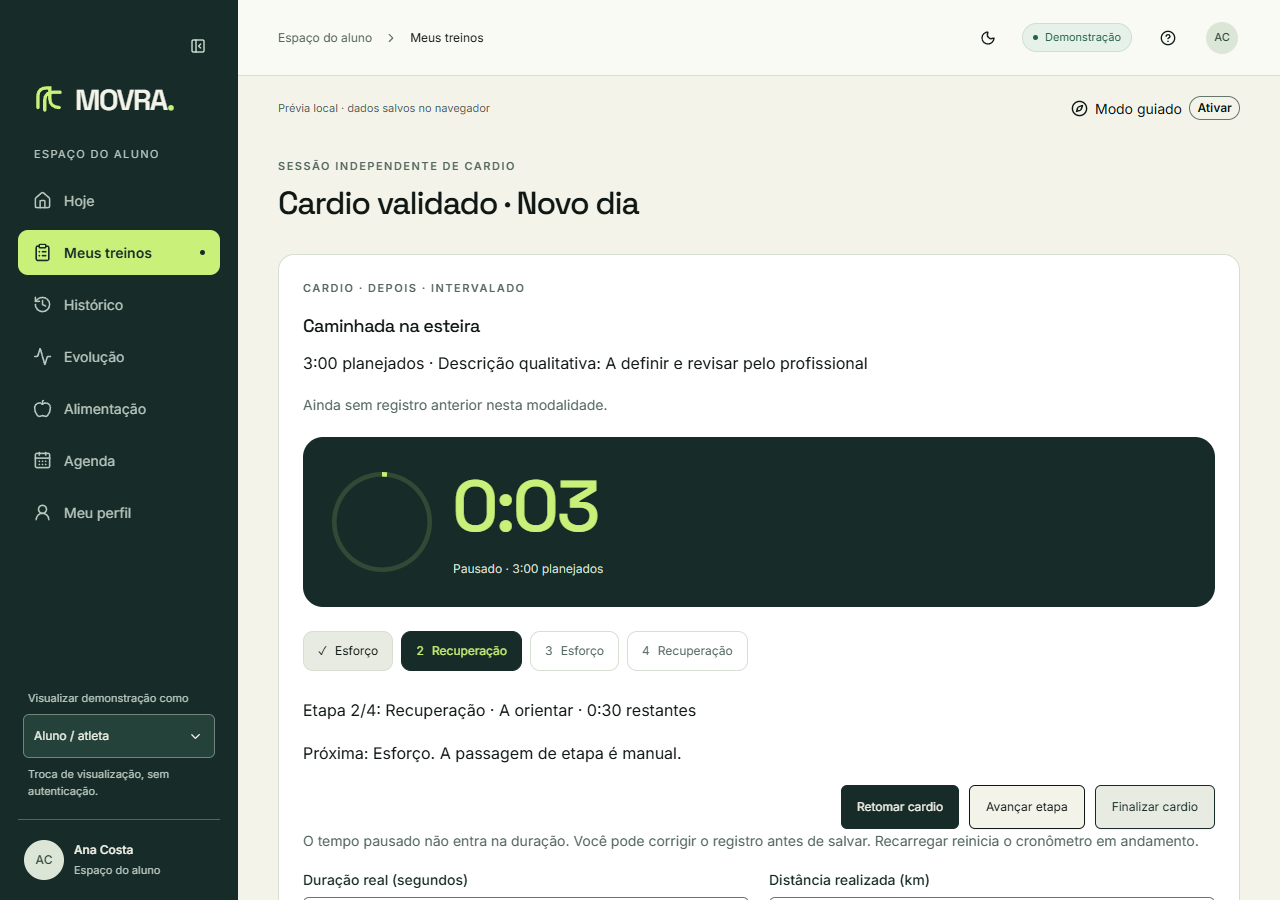 Espaço do aluno > Meus treinos
Demonstração
AC
MOVRA.
ESPAÇO DO ALUNO
Hoje
Meus treinos
Histórico
Evolução
Alimentação
Agenda
Meu perfil
Visualizar demonstração como
Aluno / atleta
Troca de visualização, sem
autenticação.
AC
Ana Costa
Espaço do aluno
Prévia local · dados salvos no navegador
Modo guiado Ativar
SESSÃO INDEPENDENTE DE CARDIO
Cardio validado · Novo dia
CARDIO · DEPOIS · INTERVALADO
Caminhada na esteira
3:00 planejados · Descrição qualitativa: A definir e revisar pelo profissional
Ainda sem registro anterior nesta modalidade.
0:03
Pausado · 3:00 planejados
✓ Esforço 2 Recuperação 3 Esforço 4 Recuperação
Etapa 2/4: Recuperação · A orientar · 0:30 restantes
Próxima: Esforço. A passagem de etapa é manual.
Retomar cardio Avançar etapa Finalizar cardio
O tempo pausado não entra na duração. Você pode corrigir o registro antes de salvar. Recarregar reinicia o cronômetro em andamento.
Duração real (segundos) Distância realizada (km)